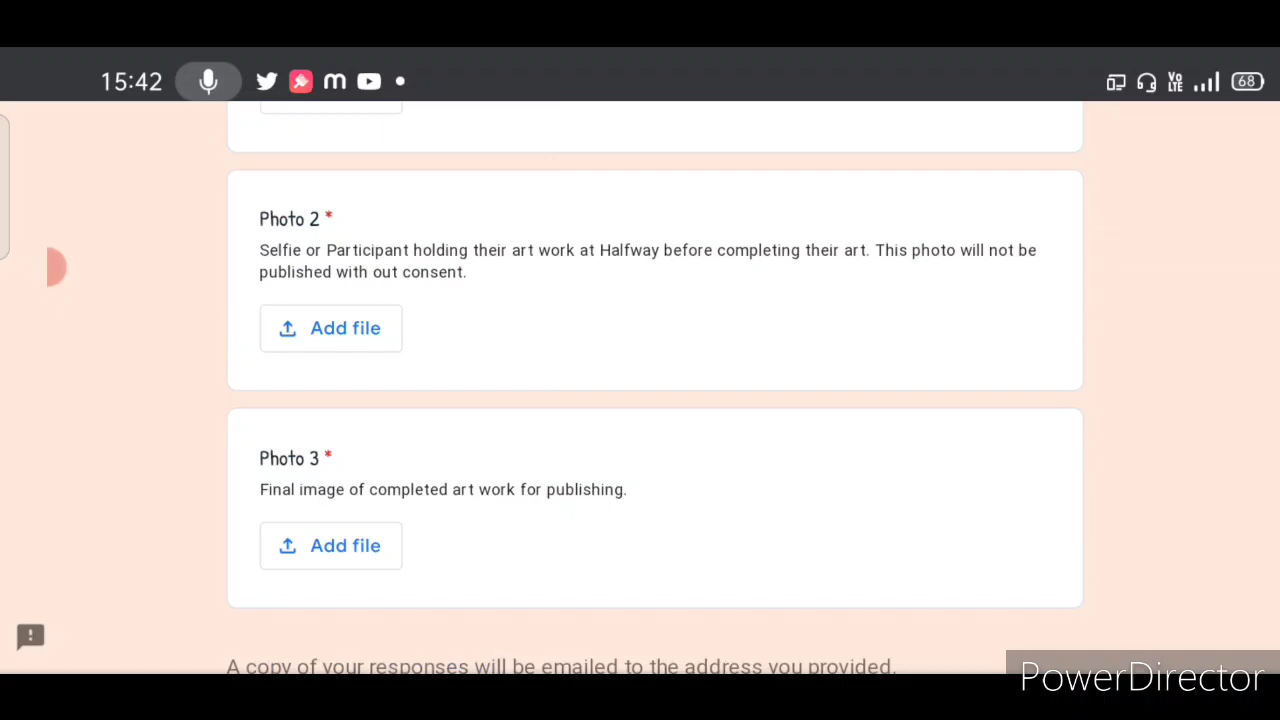 15:42
VoLTE
68
Photo 2 *
Selfie or Participant holding their art work at Halfway before completing their art. This photo will not be
published with out consent.
Add file
Photo 3 *
Final image of completed art work for publishing.
Add file
A copy of your responses will be emailed to the address you provided.
PowerDirector